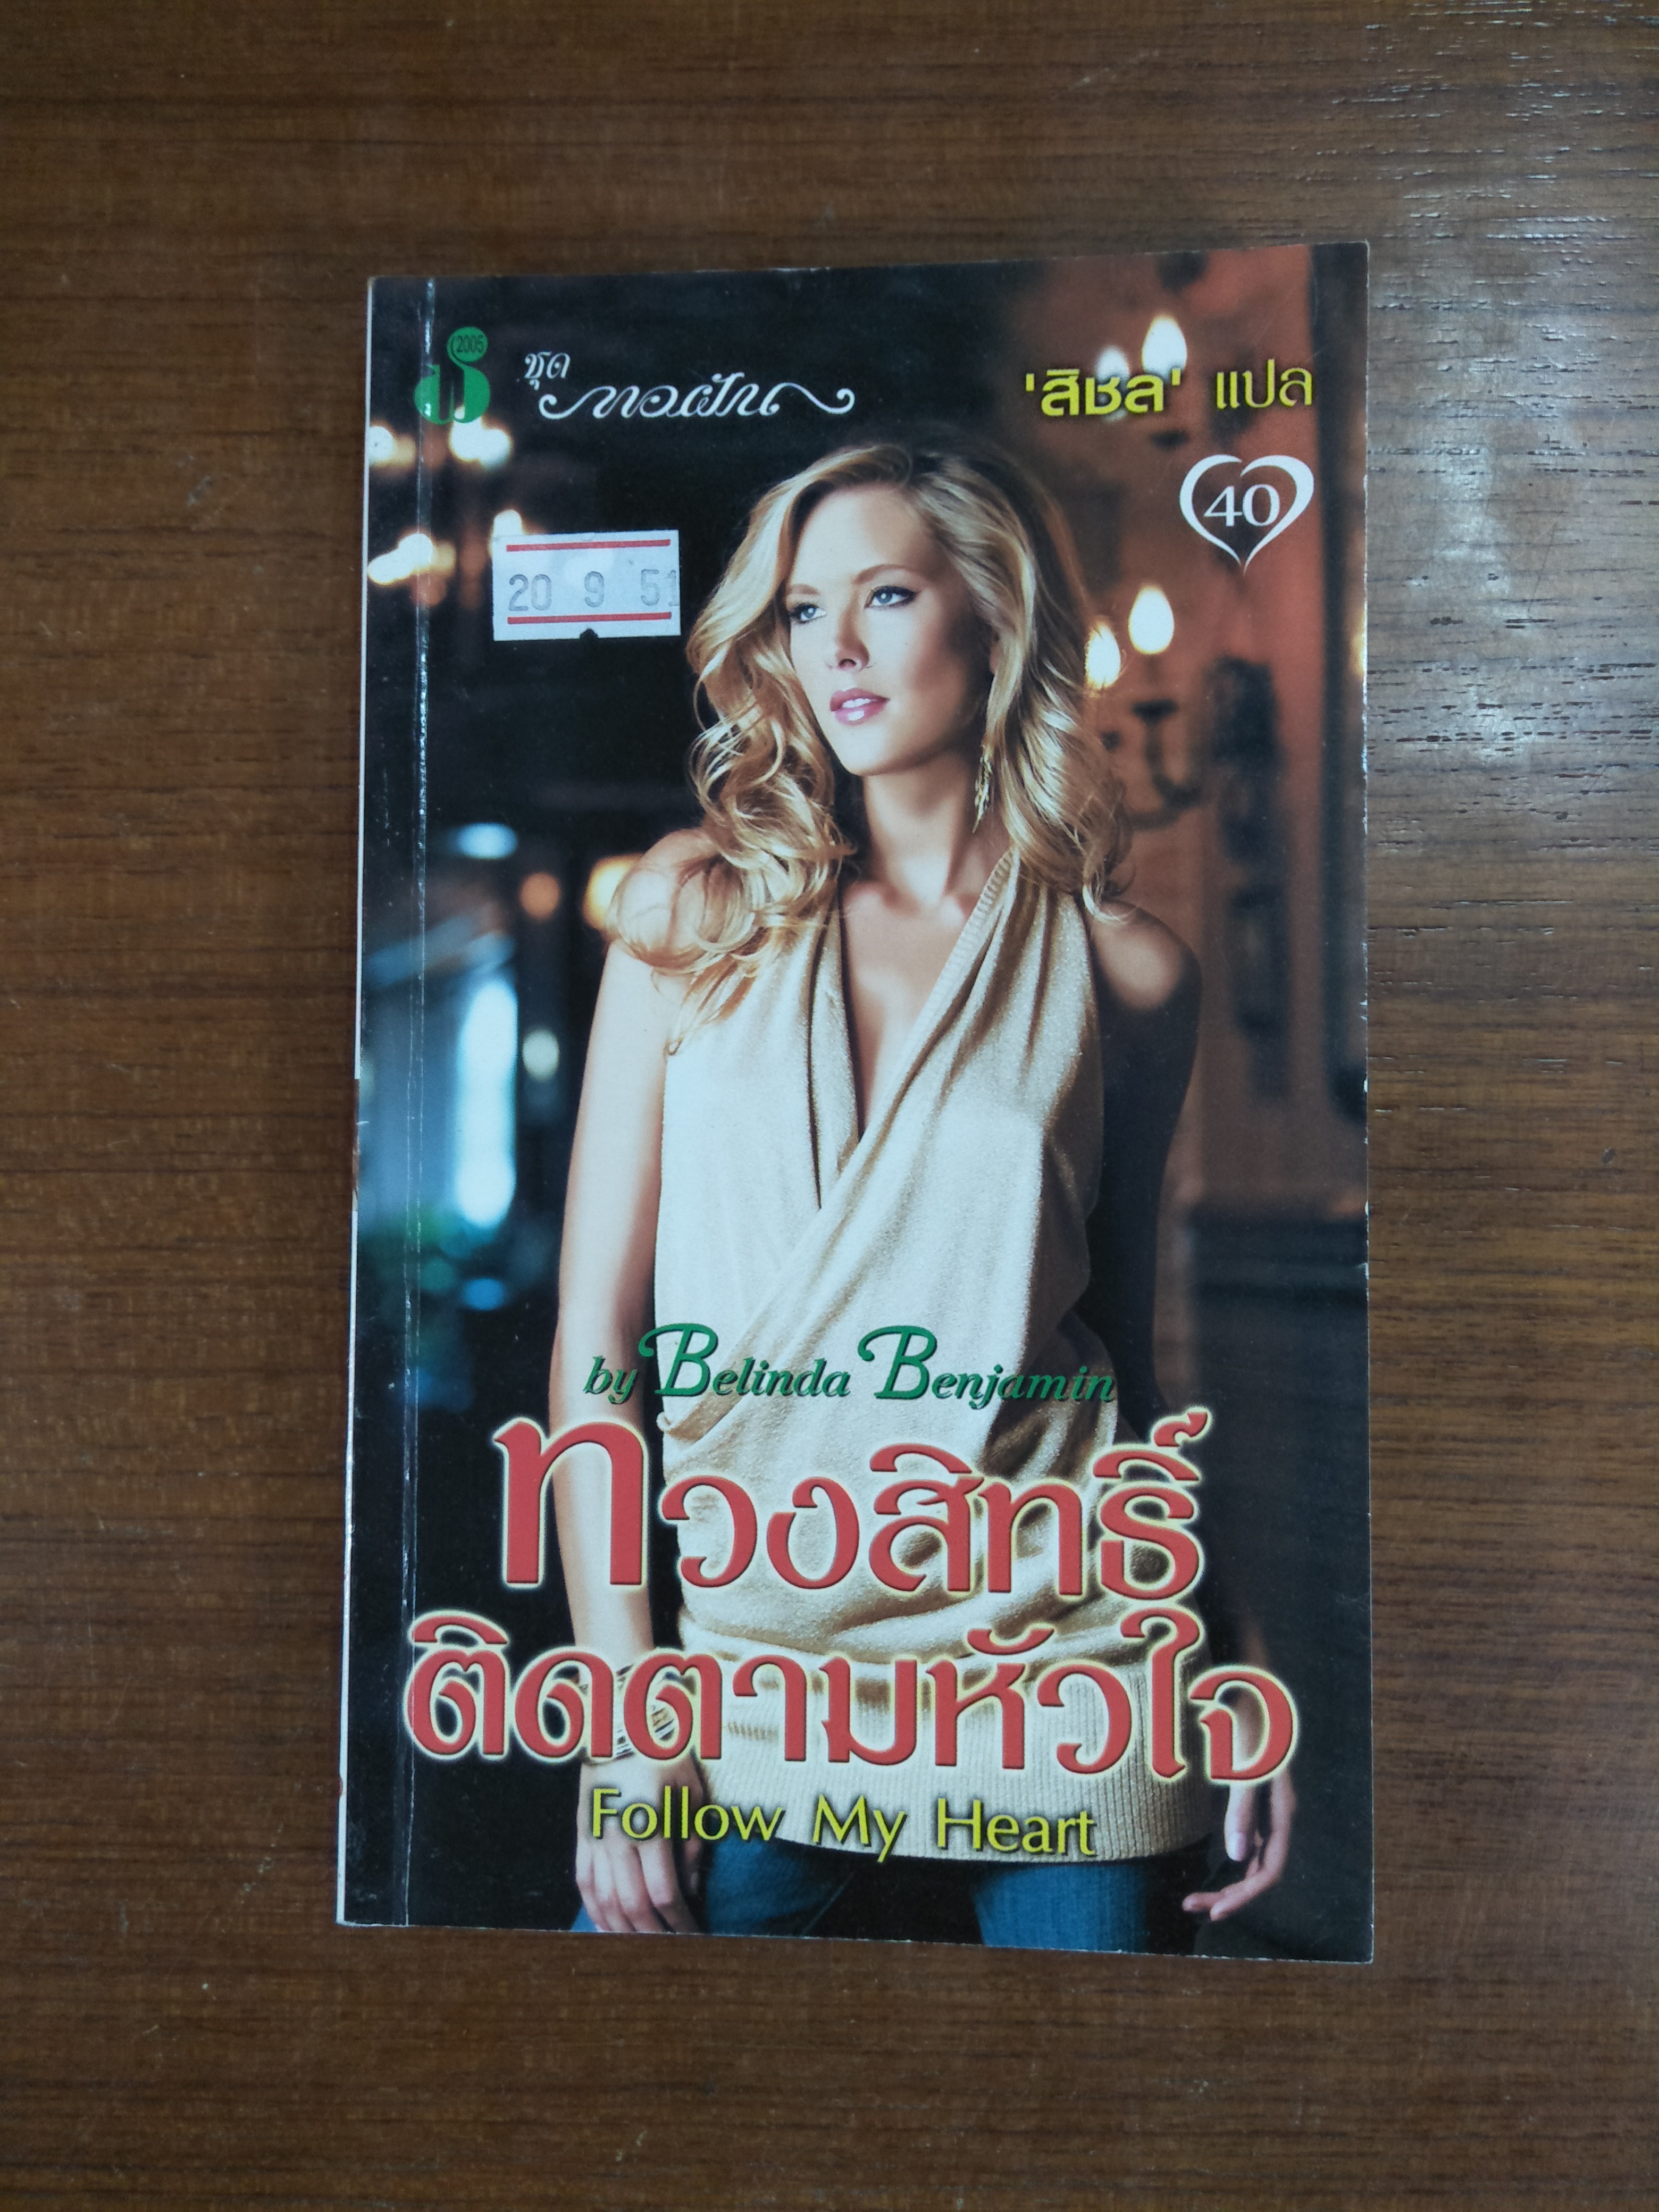 2005
ชุด
ทอฝัน
'สิชล' แปล
40
20 9 51
by Belinda Benjamin
ทวงสิทธิ์
ติดตามหัวใจ
Follow My Heart